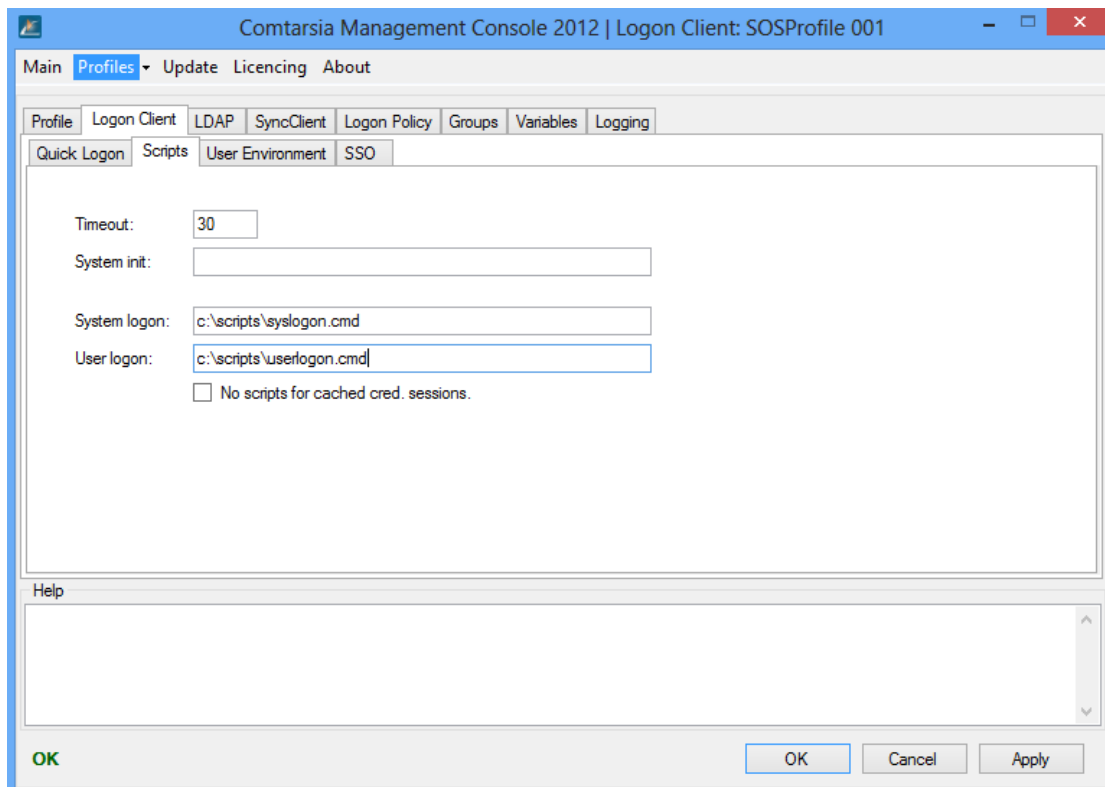 Comtarsia Management Console 2012 | Logon Client: SOSProfile 001
Main Profiles Update Licencing About
Profile Logon Client LDAP SyncClient Logon Policy Groups Variables Logging
Quick Logon Scripts User Environment SSO
Timeout: 30
System init:
System logon: c:\scripts\syslogon.cmd
User logon: c:\scripts\userlogon.cmd
No scripts for cached cred. sessions.
Help
OK OK Cancel Apply